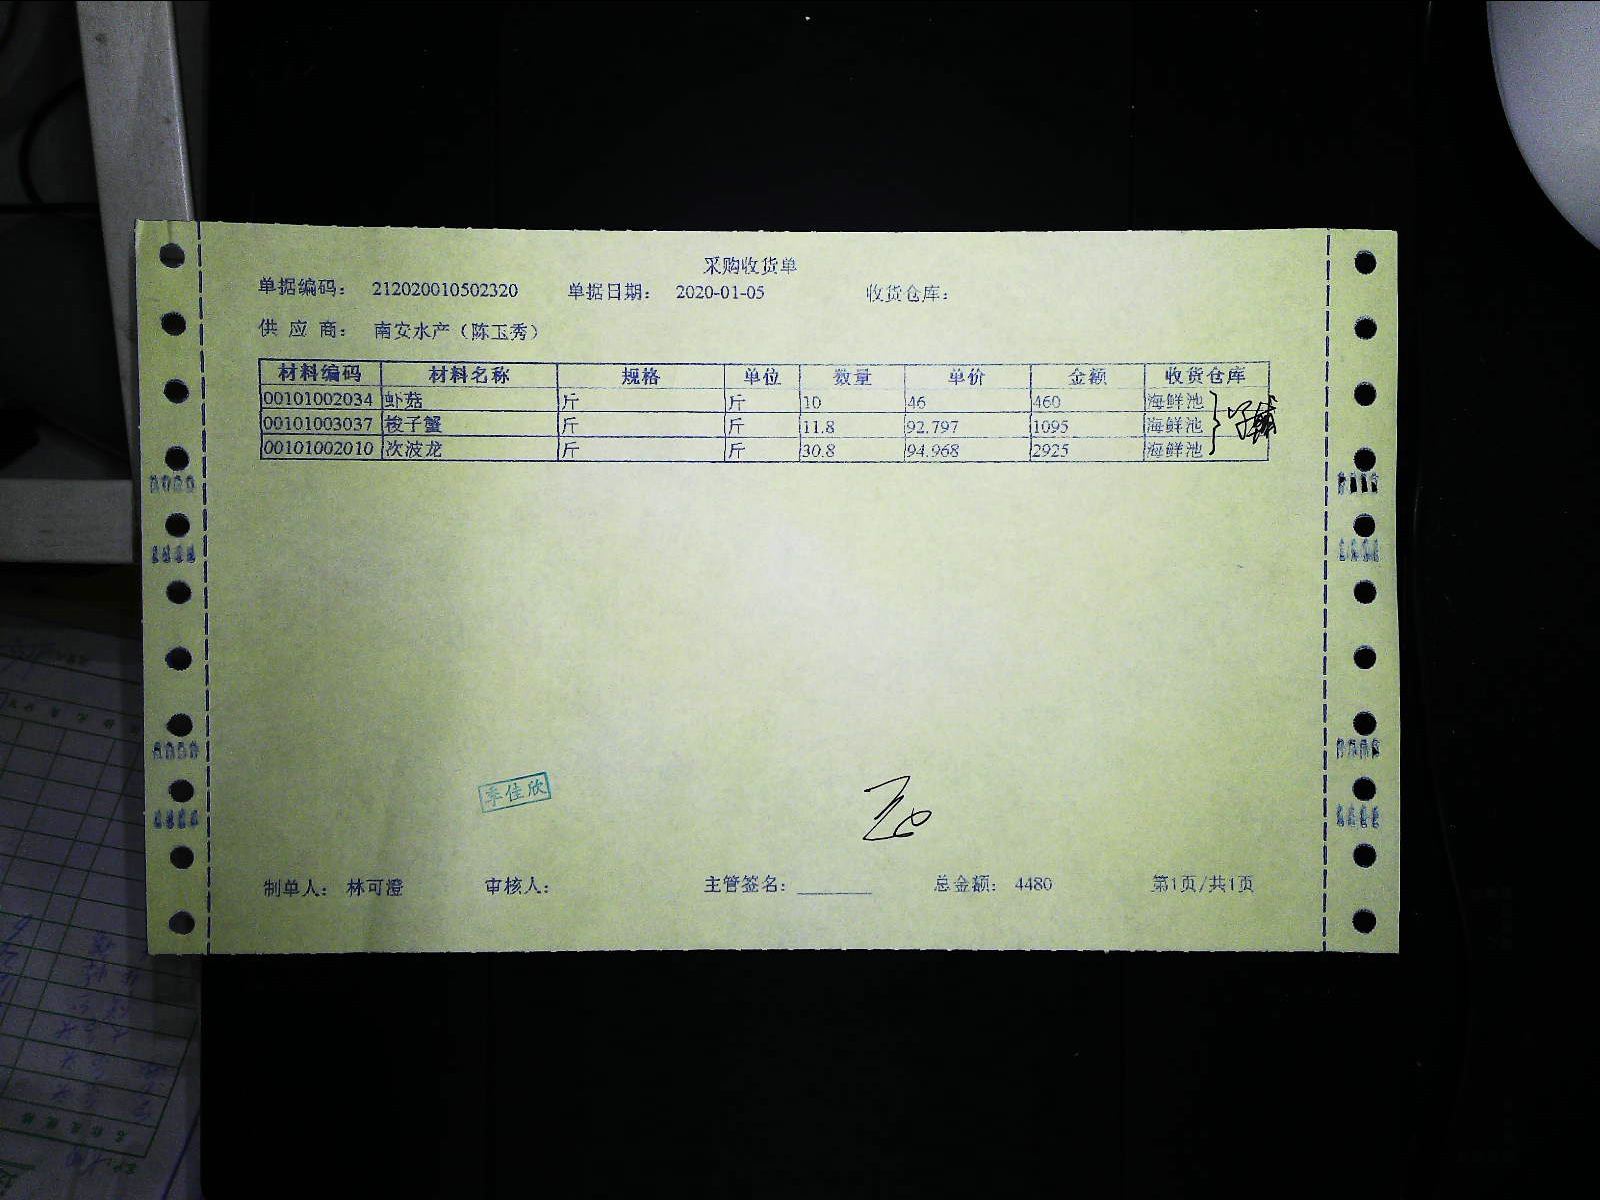 采购收货单
单据编码： 212020010502320 单据日期： 2020-01-05 收货仓库：
供 应 商： 南安水产（陈玉秀）
材料编码 材料名称 规格 单位 数量 单价 金额 收货仓库
00101002034 虾菇 斤 斤 10 46 460 海鲜池
00101003037 梭子蟹 斤 斤 11.8 92.797 1095 海鲜池
00101002010 次波龙 斤 斤 30.8 94.968 2925 海鲜池
李佳欣
制单人： 林可澄 审核人： 主管签名： 总金额： 4480 第1页/共1页